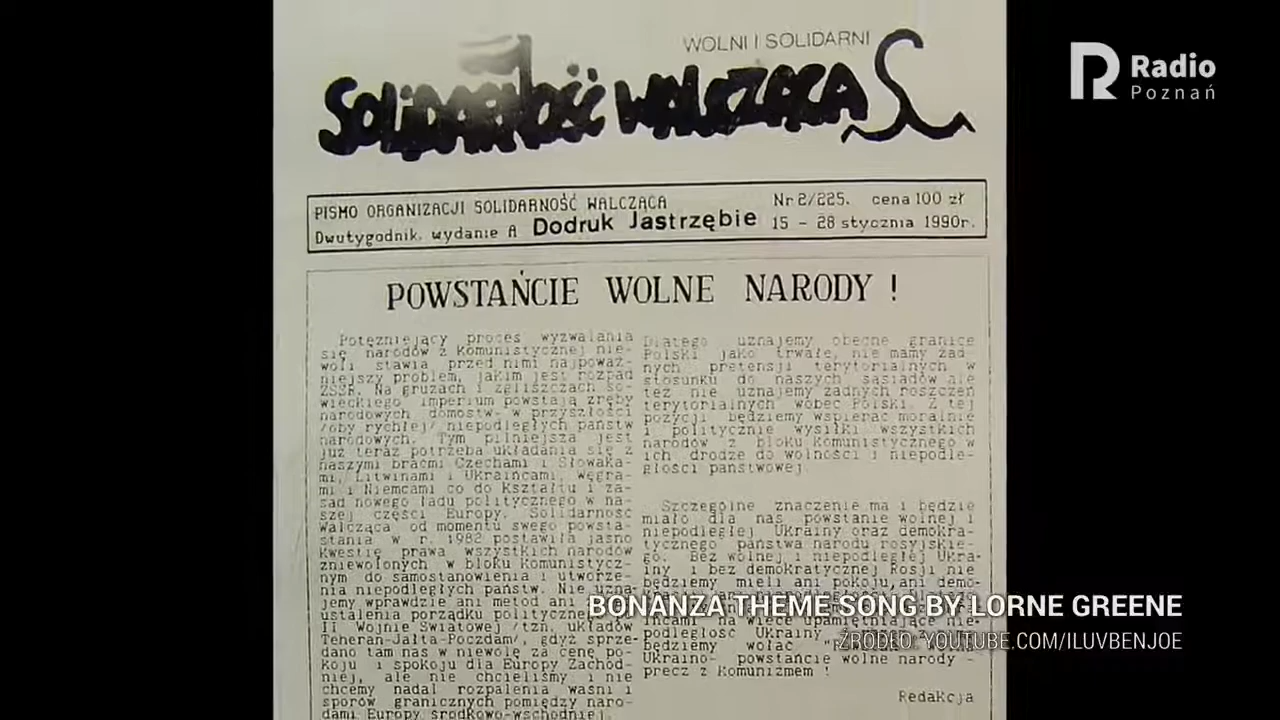 WOLNI I SOLIDARNI
SOLIDARNOŚĆ WALCZĄCA
Radio
Poznań
PISMO ORGANIZACJI SOLIDARNOŚĆ WALCZĄCA
Nr 2/225. cena 100 zł
Dwutygodnik. wydanie A Dodruk Jastrzębie 15 - 28 stycznia 1990r.
POWSTAŃCIE WOLNE NARODY !
Potężniejący proces wyzwalania
się narodów z komunistycznej nie-
woli stawia przed nimi najpoważ-
niejszy problem, jakim jest rozpad
ZSSR. Na gruzach i zgliszczach so-
wieckiego imperium powstają zręby
narodowych domostw- w przyszłości
/oby rychłej/ niepodległych państw
narodowych. Tym pilniejsza jest
już teraz potrzeba układania się z
naszymi braćmi Czechami i Słowaka-
mi, Litwinami i Ukraińcami, węgra-
mi i Niemcami co do kształtu i za-
sad nowego ładu politycznego w na-
szej części Europy. Solidarność
Walcząca od momentu swego powsta-
stania w r. 1982 postawiła jasno
kwestię prawa wszystkich narodów
zniewolonych w bloku komunistycz-
nym do samostanowienia i utworze-
nia niepodległych państw. Nie uzna-
jemy wprawdzie ani metod ani
ustalenia porządku politycznego po
II Wojnie Światowej /tzn. układów
Teheran-Jałta-Poczdam/, gdyż sprze-
dano tam nas w niewolę za cenę po-
koju i spokoju dla Europy Zachod-
niej, ale nie chcieliśmy i nie
chcemy nadal rozpalenia waśni i
sporów granicznych pomiędzy naro-
dami Europy środkowo-wschodniej.
Dlatego uznajemy obecne granice
Polski jako trwałe, nie mamy żad-
nych pretensji terytorialnych w
stosunku do naszych sąsiadów ale
też nie uznajemy żadnych roszczeń
terytorialnych wobec Polski. Z tej
pozycji będziemy wspierać moralnie
i politycznie wysiłki wszystkich
narodów z bloku komunistycznego w
ich drodze do wolności i niepodle-
głości państwowej.
Szczególne znaczenie ma i będzie
miało dla nas powstanie wolnej i
niepodległej Ukrainy oraz demokra-
tycznego państwa narodu rosyjskie-
go. Bez wolnej i niepodległej Ukra-
iny i bez demokratycznej Rosji nie
będziemy mieli ani pokoju, ani demo-
ińcami na wiece upamiętniające nie-
podległość Ukrainy
będziemy wołać
Ukraino- powstańcie wolne narody -
precz z komunizmem !
Redakcja
BONANZA THEME SONG BY LORNE GREENE
ŹRÓDŁO: YOUTUBE.COM/ILUVBENJOE